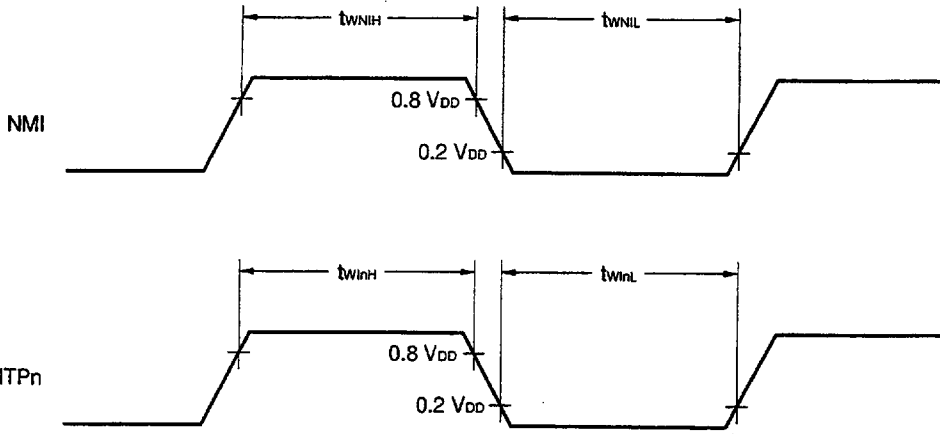 tWNIH
tWNIL
NMI
0.8 VDD
0.2 VDD
tWInH
tWInL
ITPn
0.8 VDD
0.2 VDD